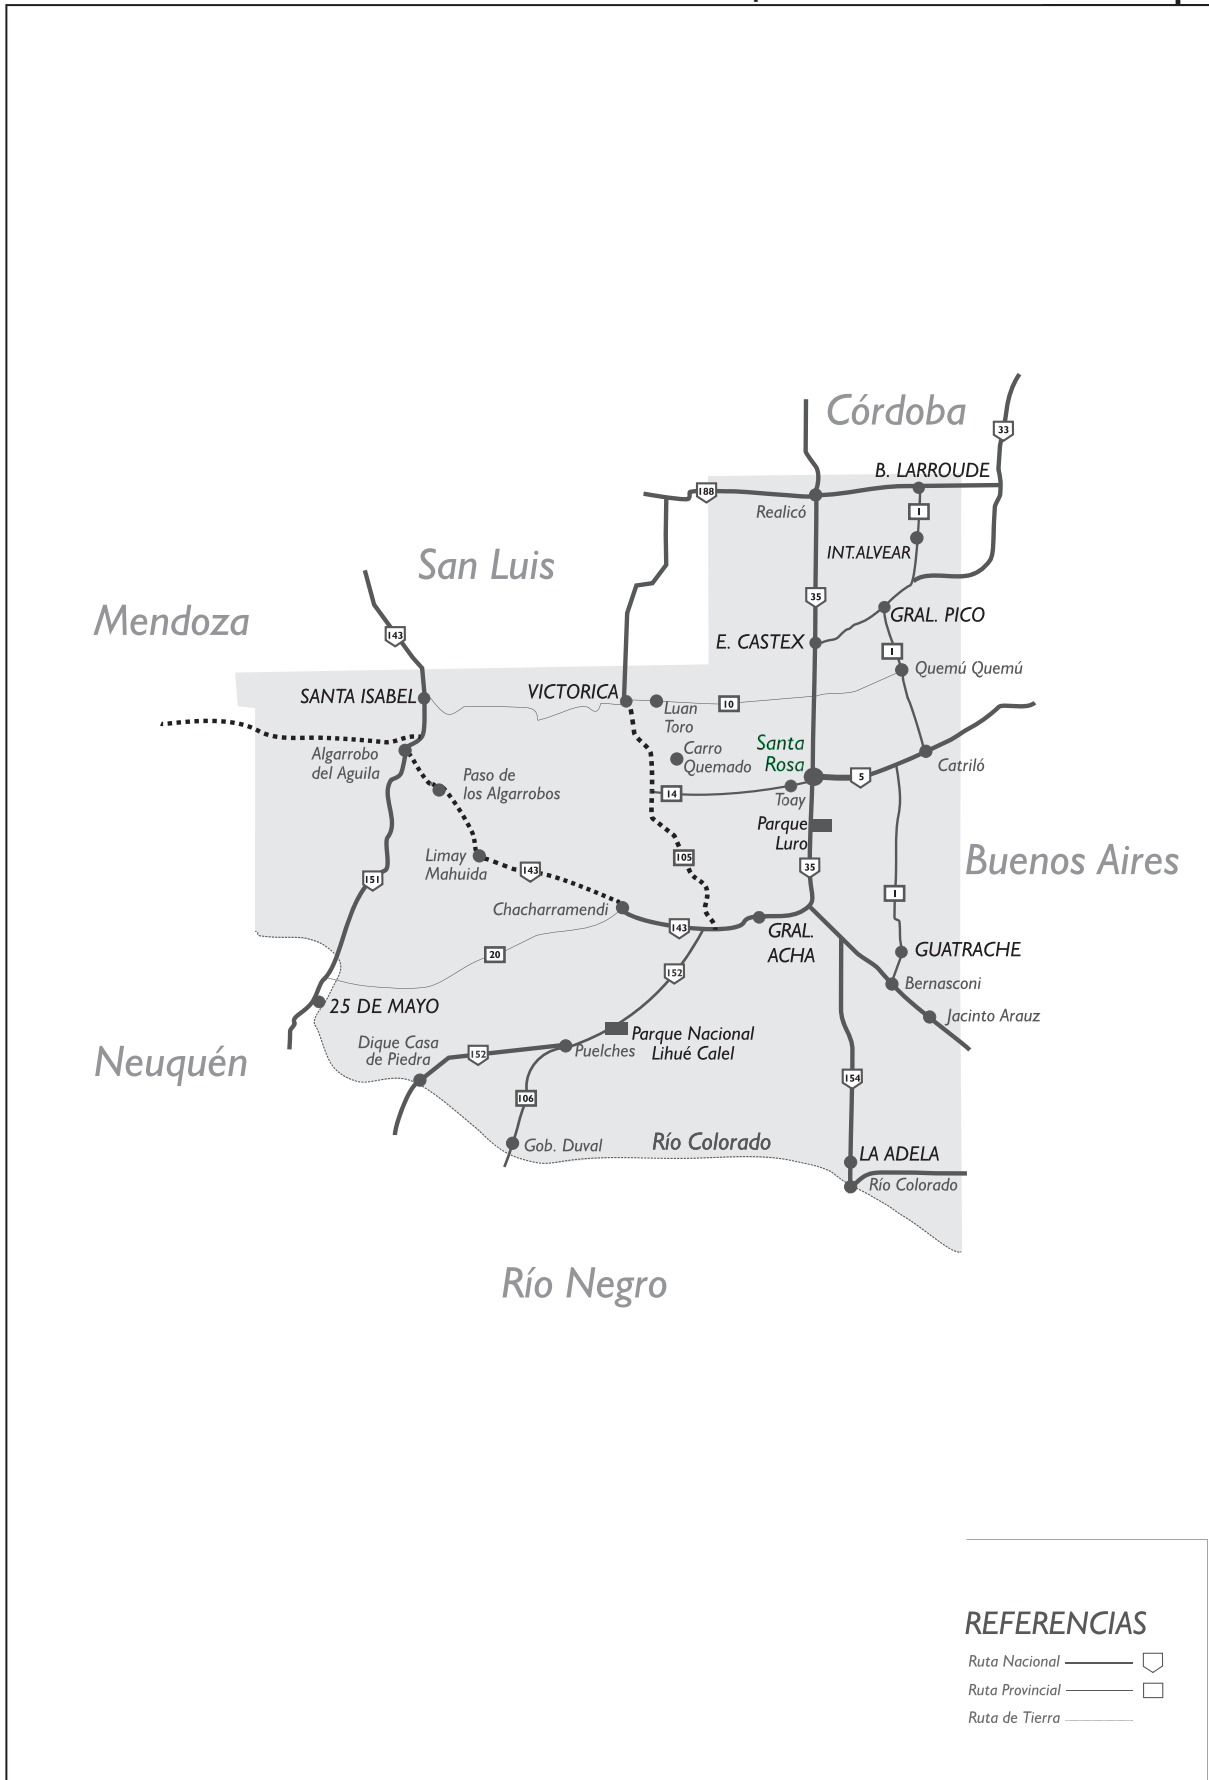 Córdoba
33
B. LARROUDE
188
Realicó
1
INT.ALVEAR
San Luis
Mendoza
35
GRAL. PICO
143
E. CASTEX
1
Quemú Quemú
SANTA ISABEL
VICTORICA
Luan
Toro
10
Santa
Rosa
Algarrobo
del Aguila
Carro
Quemado
Catriló
5
Paso de
los Algarrobos
14
Toay
Parque
Luro
Limay
Mahuida
105
35
Buenos Aires
143
151
1
Chacharramendi
143
GRAL.
ACHA
20
GUATRACHE
152
Bernasconi
25 DE MAYO
Jacinto Arauz
Parque Nacional
Lihué Calel
Dique Casa
de Piedra
152
Puelches
Neuquén
154
106
Gob. Duval
Río Colorado
LA ADELA
Río Colorado
Río Negro
REFERENCIAS
Ruta Nacional
Ruta Provincial
Ruta de Tierra